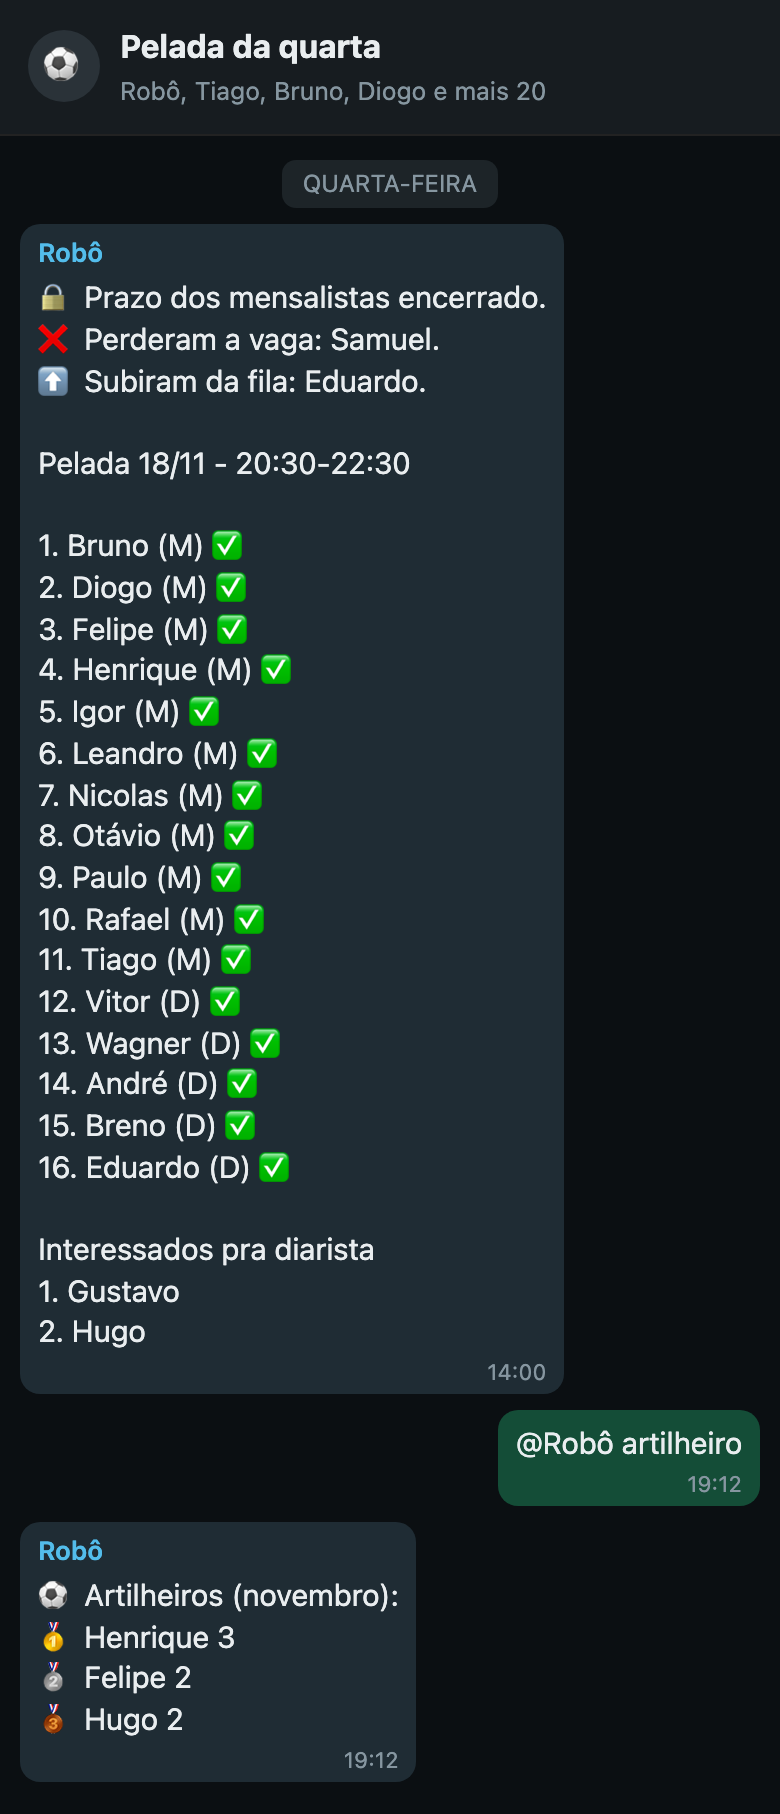 Pelada da quarta
Robô, Tiago, Bruno, Diogo e mais 20
QUARTA-FEIRA
Robô
🔒 Prazo dos mensalistas encerrado.
❌ Perderam a vaga: Samuel.
⬆️ Subiram da fila: Eduardo.
Pelada 18/11 - 20:30-22:30
1. Bruno (M) ✅
2. Diogo (M) ✅
3. Felipe (M) ✅
4. Henrique (M) ✅
5. Igor (M) ✅
6. Leandro (M) ✅
7. Nicolas (M) ✅
8. Otávio (M) ✅
9. Paulo (M) ✅
10. Rafael (M) ✅
11. Tiago (M) ✅
12. Vitor (D) ✅
13. Wagner (D) ✅
14. André (D) ✅
15. Breno (D) ✅
16. Eduardo (D) ✅
Interessados pra diarista
1. Gustavo
2. Hugo
14:00
@Robô artilheiro
19:12
Robô
⚽ Artilheiros (novembro):
🥇 Henrique 3
🥈 Felipe 2
🥉 Hugo 2
19:12